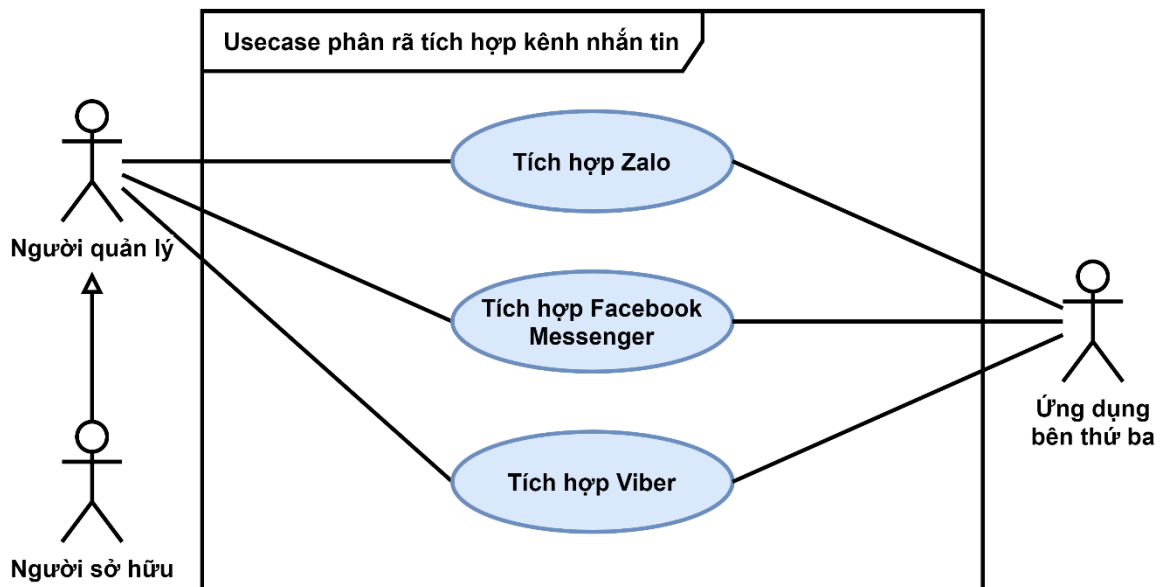 Usecase phân rã tích hợp kênh nhắn tin
Tích hợp Zalo
Người quản lý
Tích hợp Facebook
Messenger
Ứng dụng
bên thứ ba
Tích hợp Viber
Người sở hữu